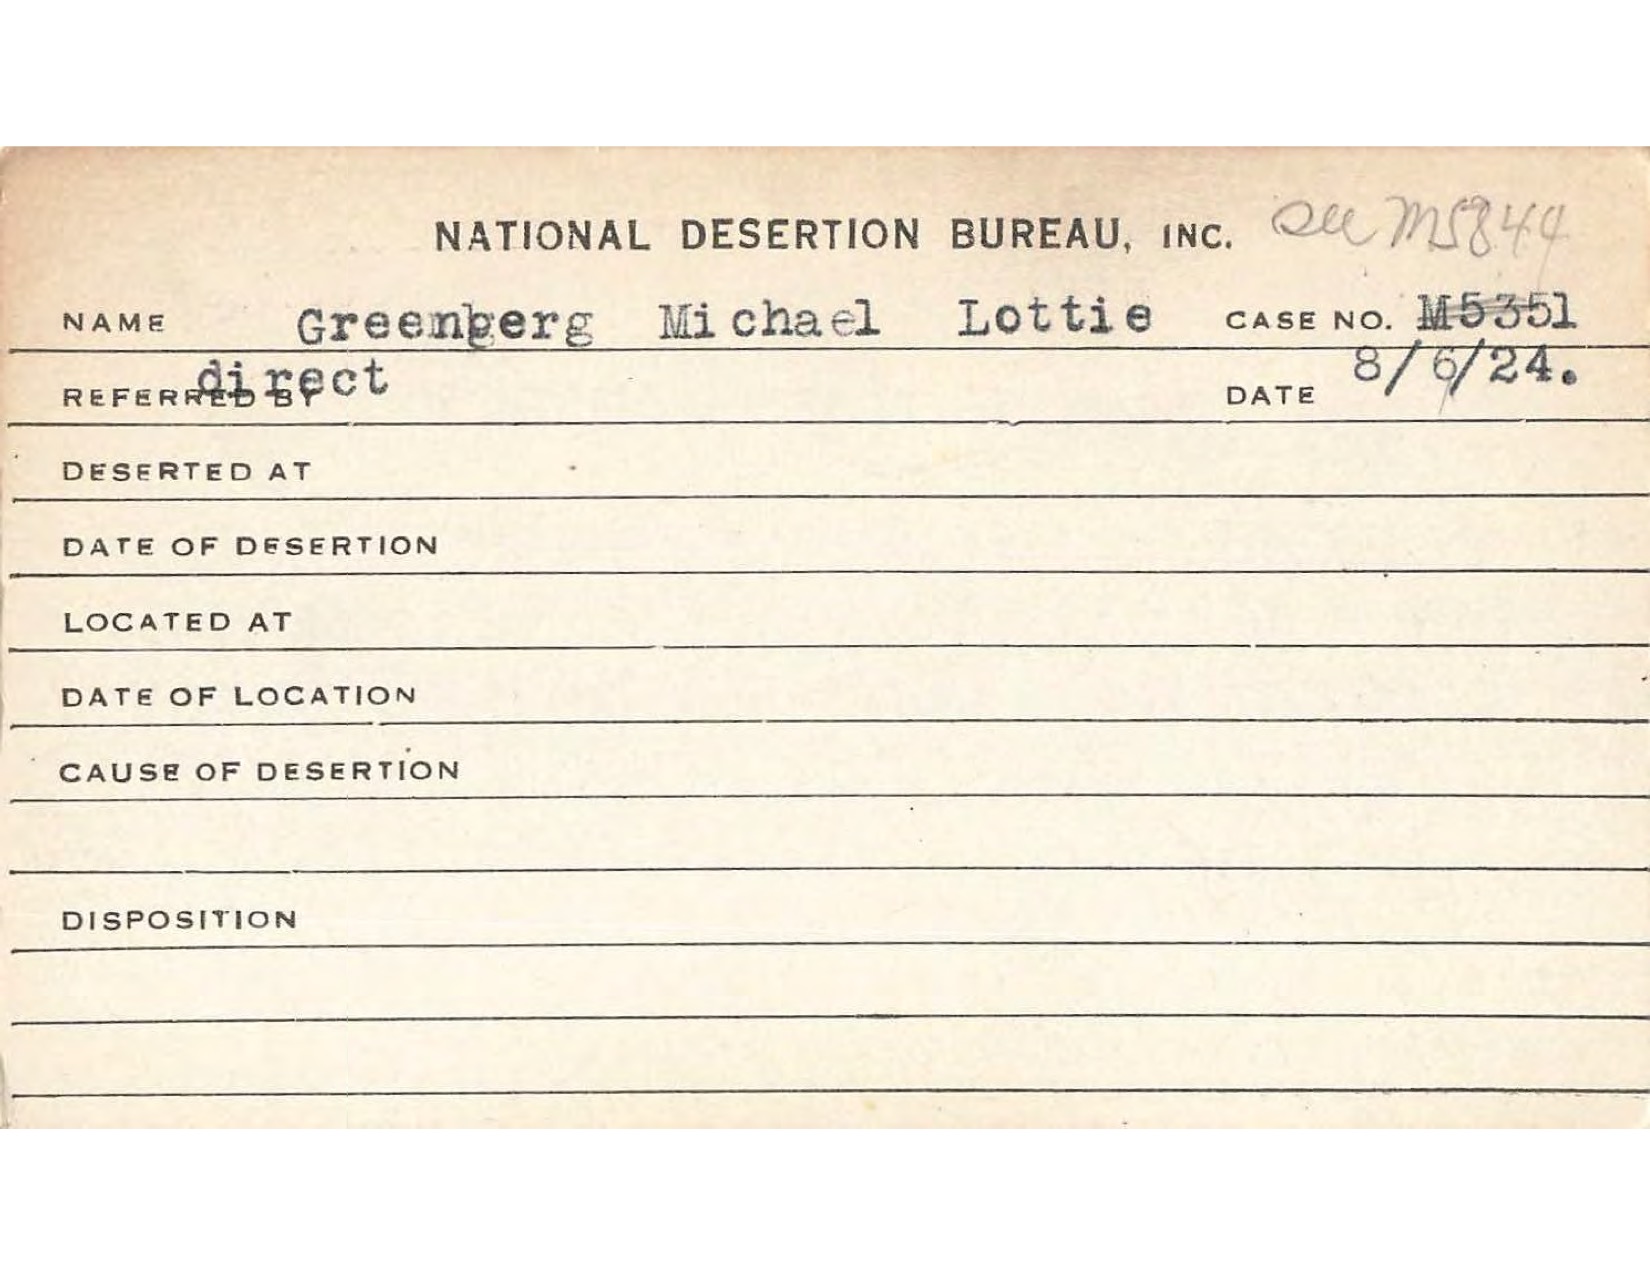 NATIONAL DESERTION BUREAU, INC. see M5844
NAME Greenberg Michael Lottie CASE NO. M5351
REFERRED BY direct DATE 8/6/24.
DESERTED AT
DATE OF DESERTION
LOCATED AT
DATE OF LOCATION
CAUSE OF DESERTION
DISPOSITION